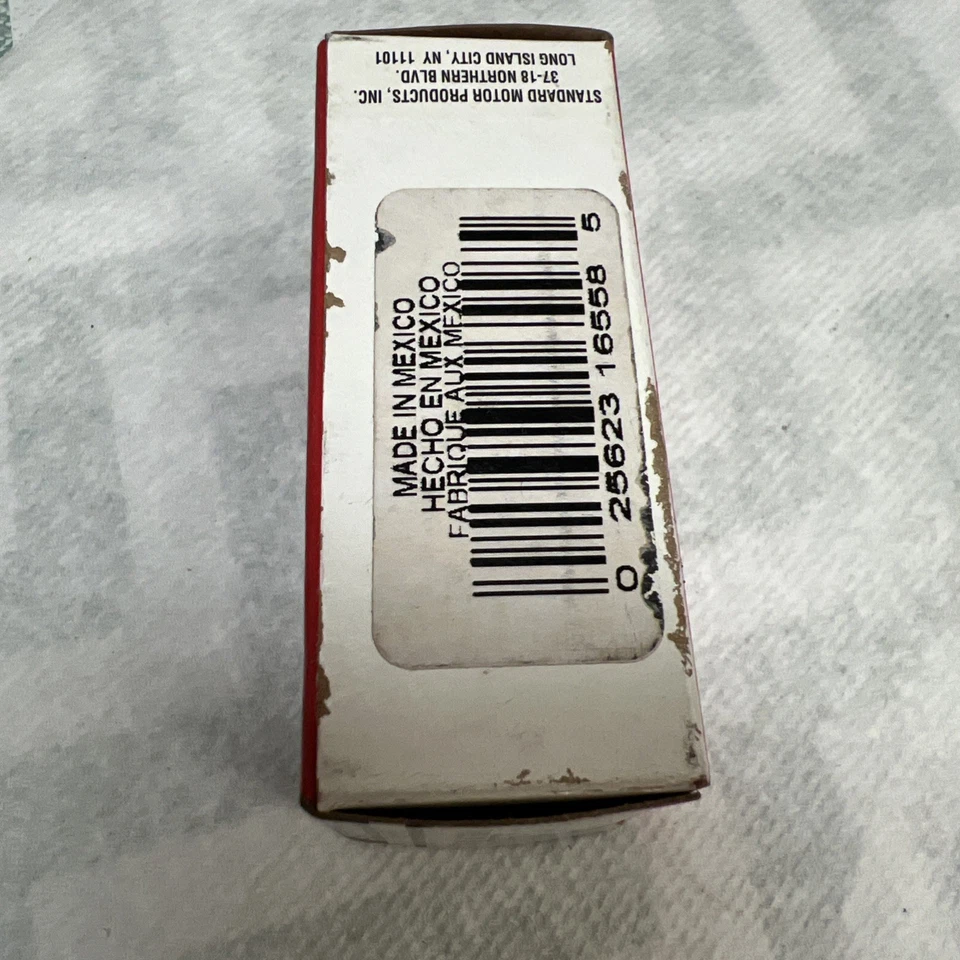 STANDARD MOTOR PRODUCTS, INC.
37-18 NORTHERN BLVD.
LONG ISLAND CITY, NY 11101
MADE IN MEXICO
HECHO EN MEXICO
FABRIQUE AUX MEXICO
0 25623 16558 5